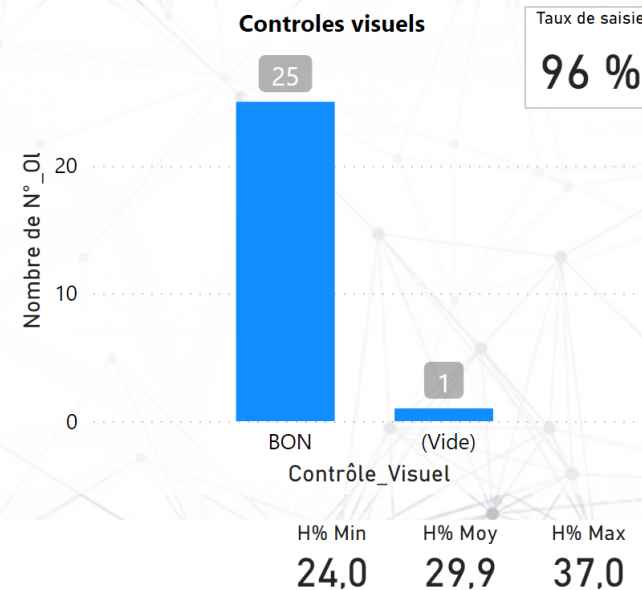 Controles visuels
Taux de saisie
96 %
25
1
Nombre de N°_Ol
20
10
0
BON
(Vide)
Contrôle_Visuel
H% Min
H% Moy
H% Max
24,0
29,9
37,0